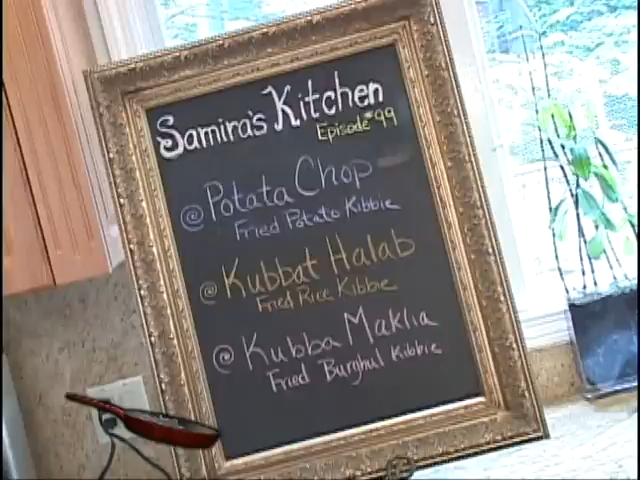 Samira's Kitchen
Episode #99
@ Potata Chop
Fried Potato Kibbie
@ Kubbat Halab
Fried Rice Kibbie
@ Kubba Maklia
Fried Burghul Kibbie